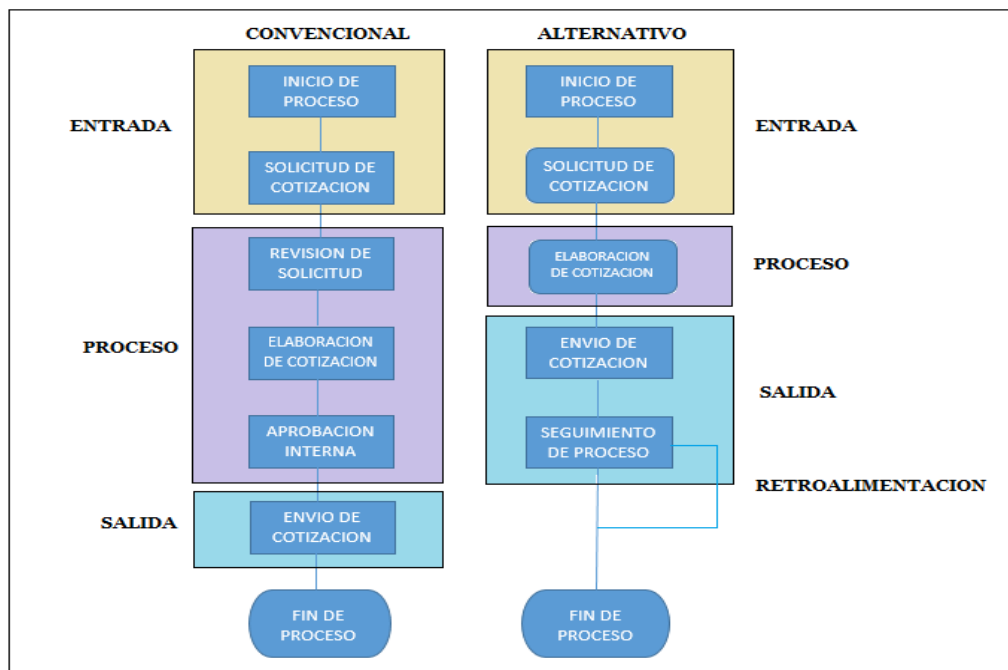 CONVENCIONAL
ENTRADA
INICIO DE
PROCESO
SOLICITUD DE
COTIZACION
PROCESO
REVISION DE
SOLICITUD
ELABORACION
DE COTIZACION
APROBACION
INTERNA
SALIDA
ENVIO DE
COTIZACION
FIN DE
PROCESO
ALTERNATIVO
INICIO DE
PROCESO
ENTRADA
SOLICITUD DE
COTIZACION
ELABORACION
DE COTIZACION
PROCESO
ENVIO DE
COTIZACION
SALIDA
SEGUIMIENTO
DE PROCESO
RETROALIMENTACION
FIN DE
PROCESO